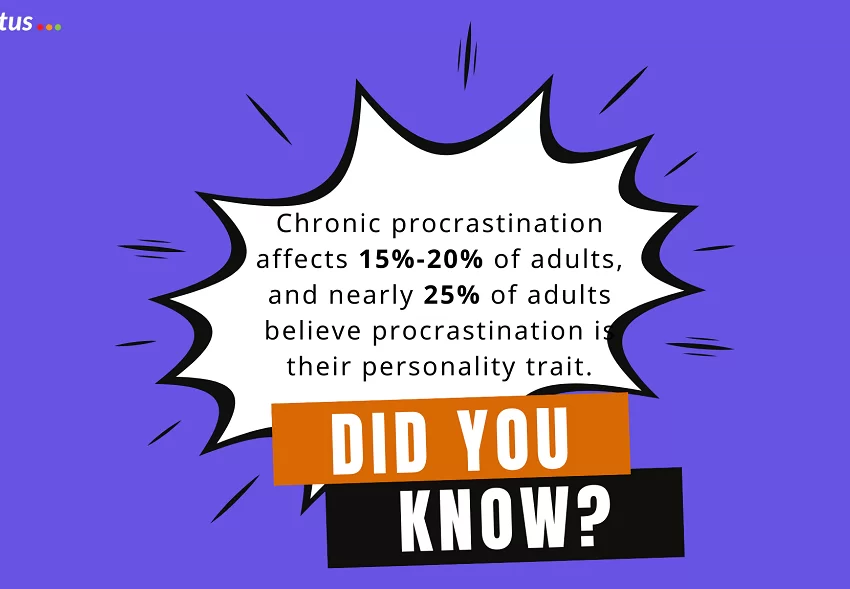 tus
Chronic procrastination
affects 15%-20% of adults,
and nearly 25% of adults
believe procrastination is
their personality trait.
DID YOU
KNOW?